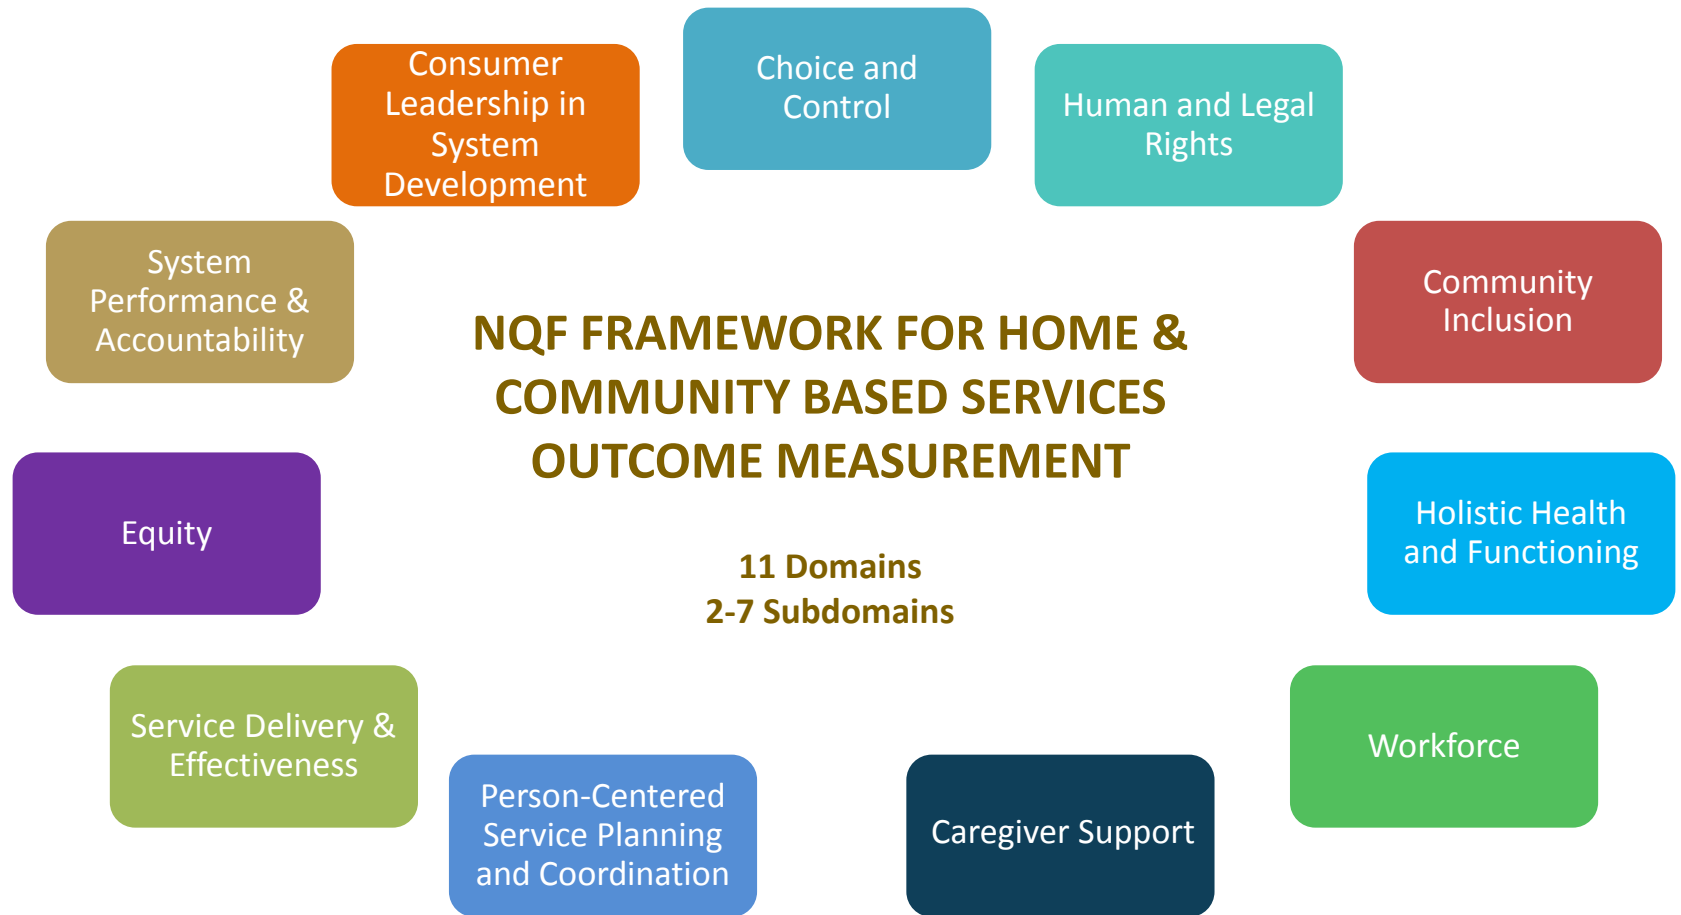 Consumer
Leadership in
System
Development
Choice and
Control
Human and Legal
Rights
System
Performance &
Accountability
Community
Inclusion
NQF FRAMEWORK FOR HOME &
COMMUNITY BASED SERVICES
OUTCOME MEASUREMENT
Equity
Holistic Health
and Functioning
11 Domains
2-7 Subdomains
Service Delivery &
Effectiveness
Workforce
Person-Centered
Service Planning
and Coordination
Caregiver Support